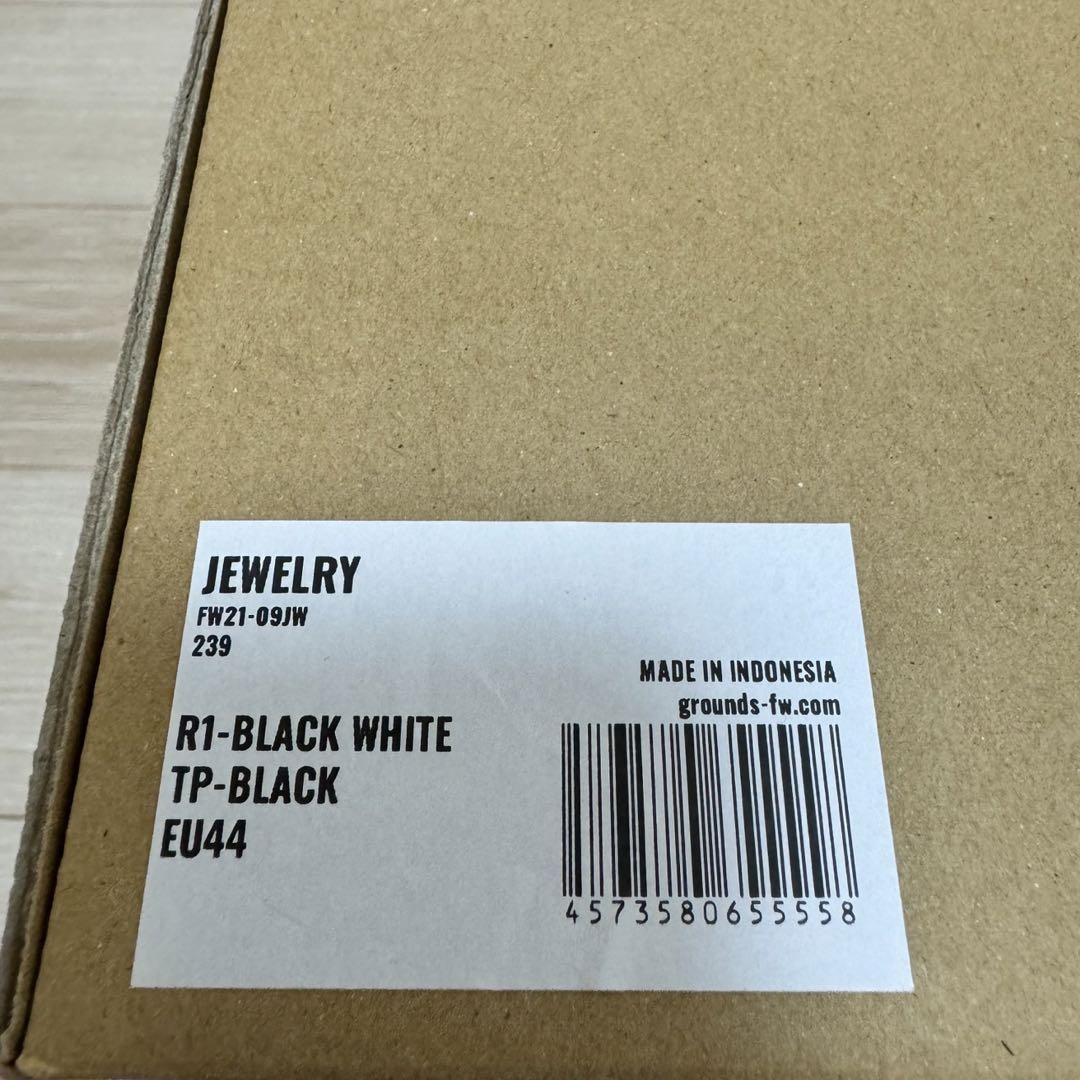 JEWELRY
FW21-09JW
239
MADE IN INDONESIA
grounds-fw.com
R1-BLACK WHITE
TP-BLACK
EU44
4573580655558